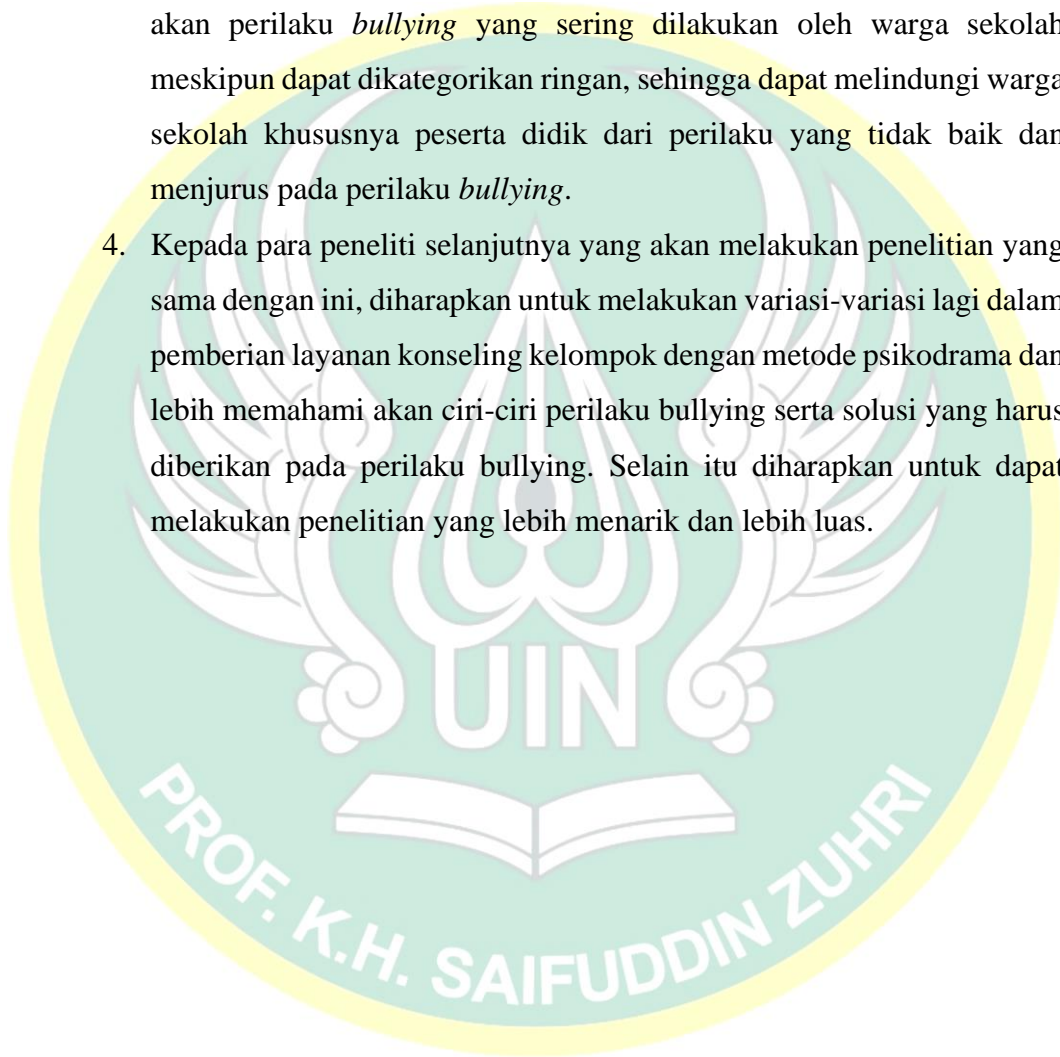 akan perilaku bullying yang sering dilakukan oleh warga sekolah
meskipun dapat dikategorikan ringan, sehingga dapat melindungi warga
sekolah khususnya peserta didik dari perilaku yang tidak baik dan
menjurus pada perilaku bullying.
4. Kepada para peneliti selanjutnya yang akan melakukan penelitian yang
sama dengan ini, diharapkan untuk melakukan variasi-variasi lagi dalam
pemberian layanan konseling kelompok dengan metode psikodrama dan
lebih memahami akan ciri-ciri perilaku bullying serta solusi yang harus
diberikan pada perilaku bullying. Selain itu diharapkan untuk dapat
melakukan penelitian yang lebih menarik dan lebih luas.
UIN
PROF. K.H. SAIFUDDIN ZUHRI